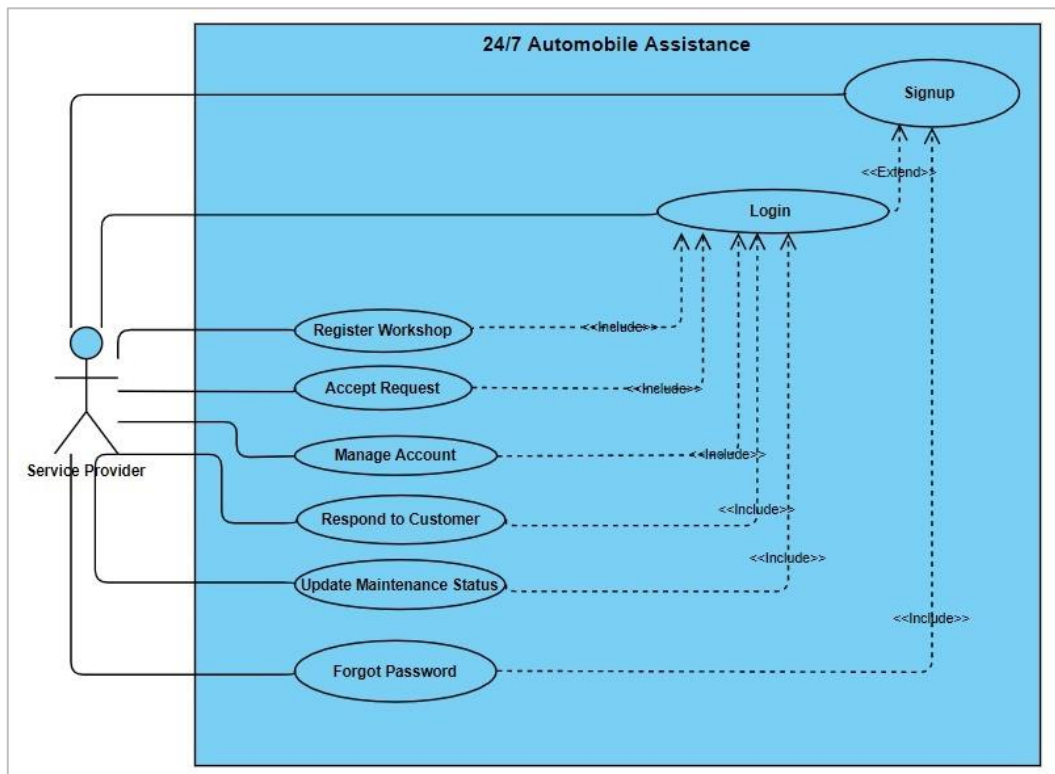 24/7 Automobile Assistance
Signup
<<Extend>>
Login
Register Workshop
<<Include>>
Accept Request
<<Include>>
Manage Account
<<Include>>
Service Provider
Respond to Customer
<<Include>>
Update Maintenance Status
<<Include>>
<<Include>>
Forgot Password